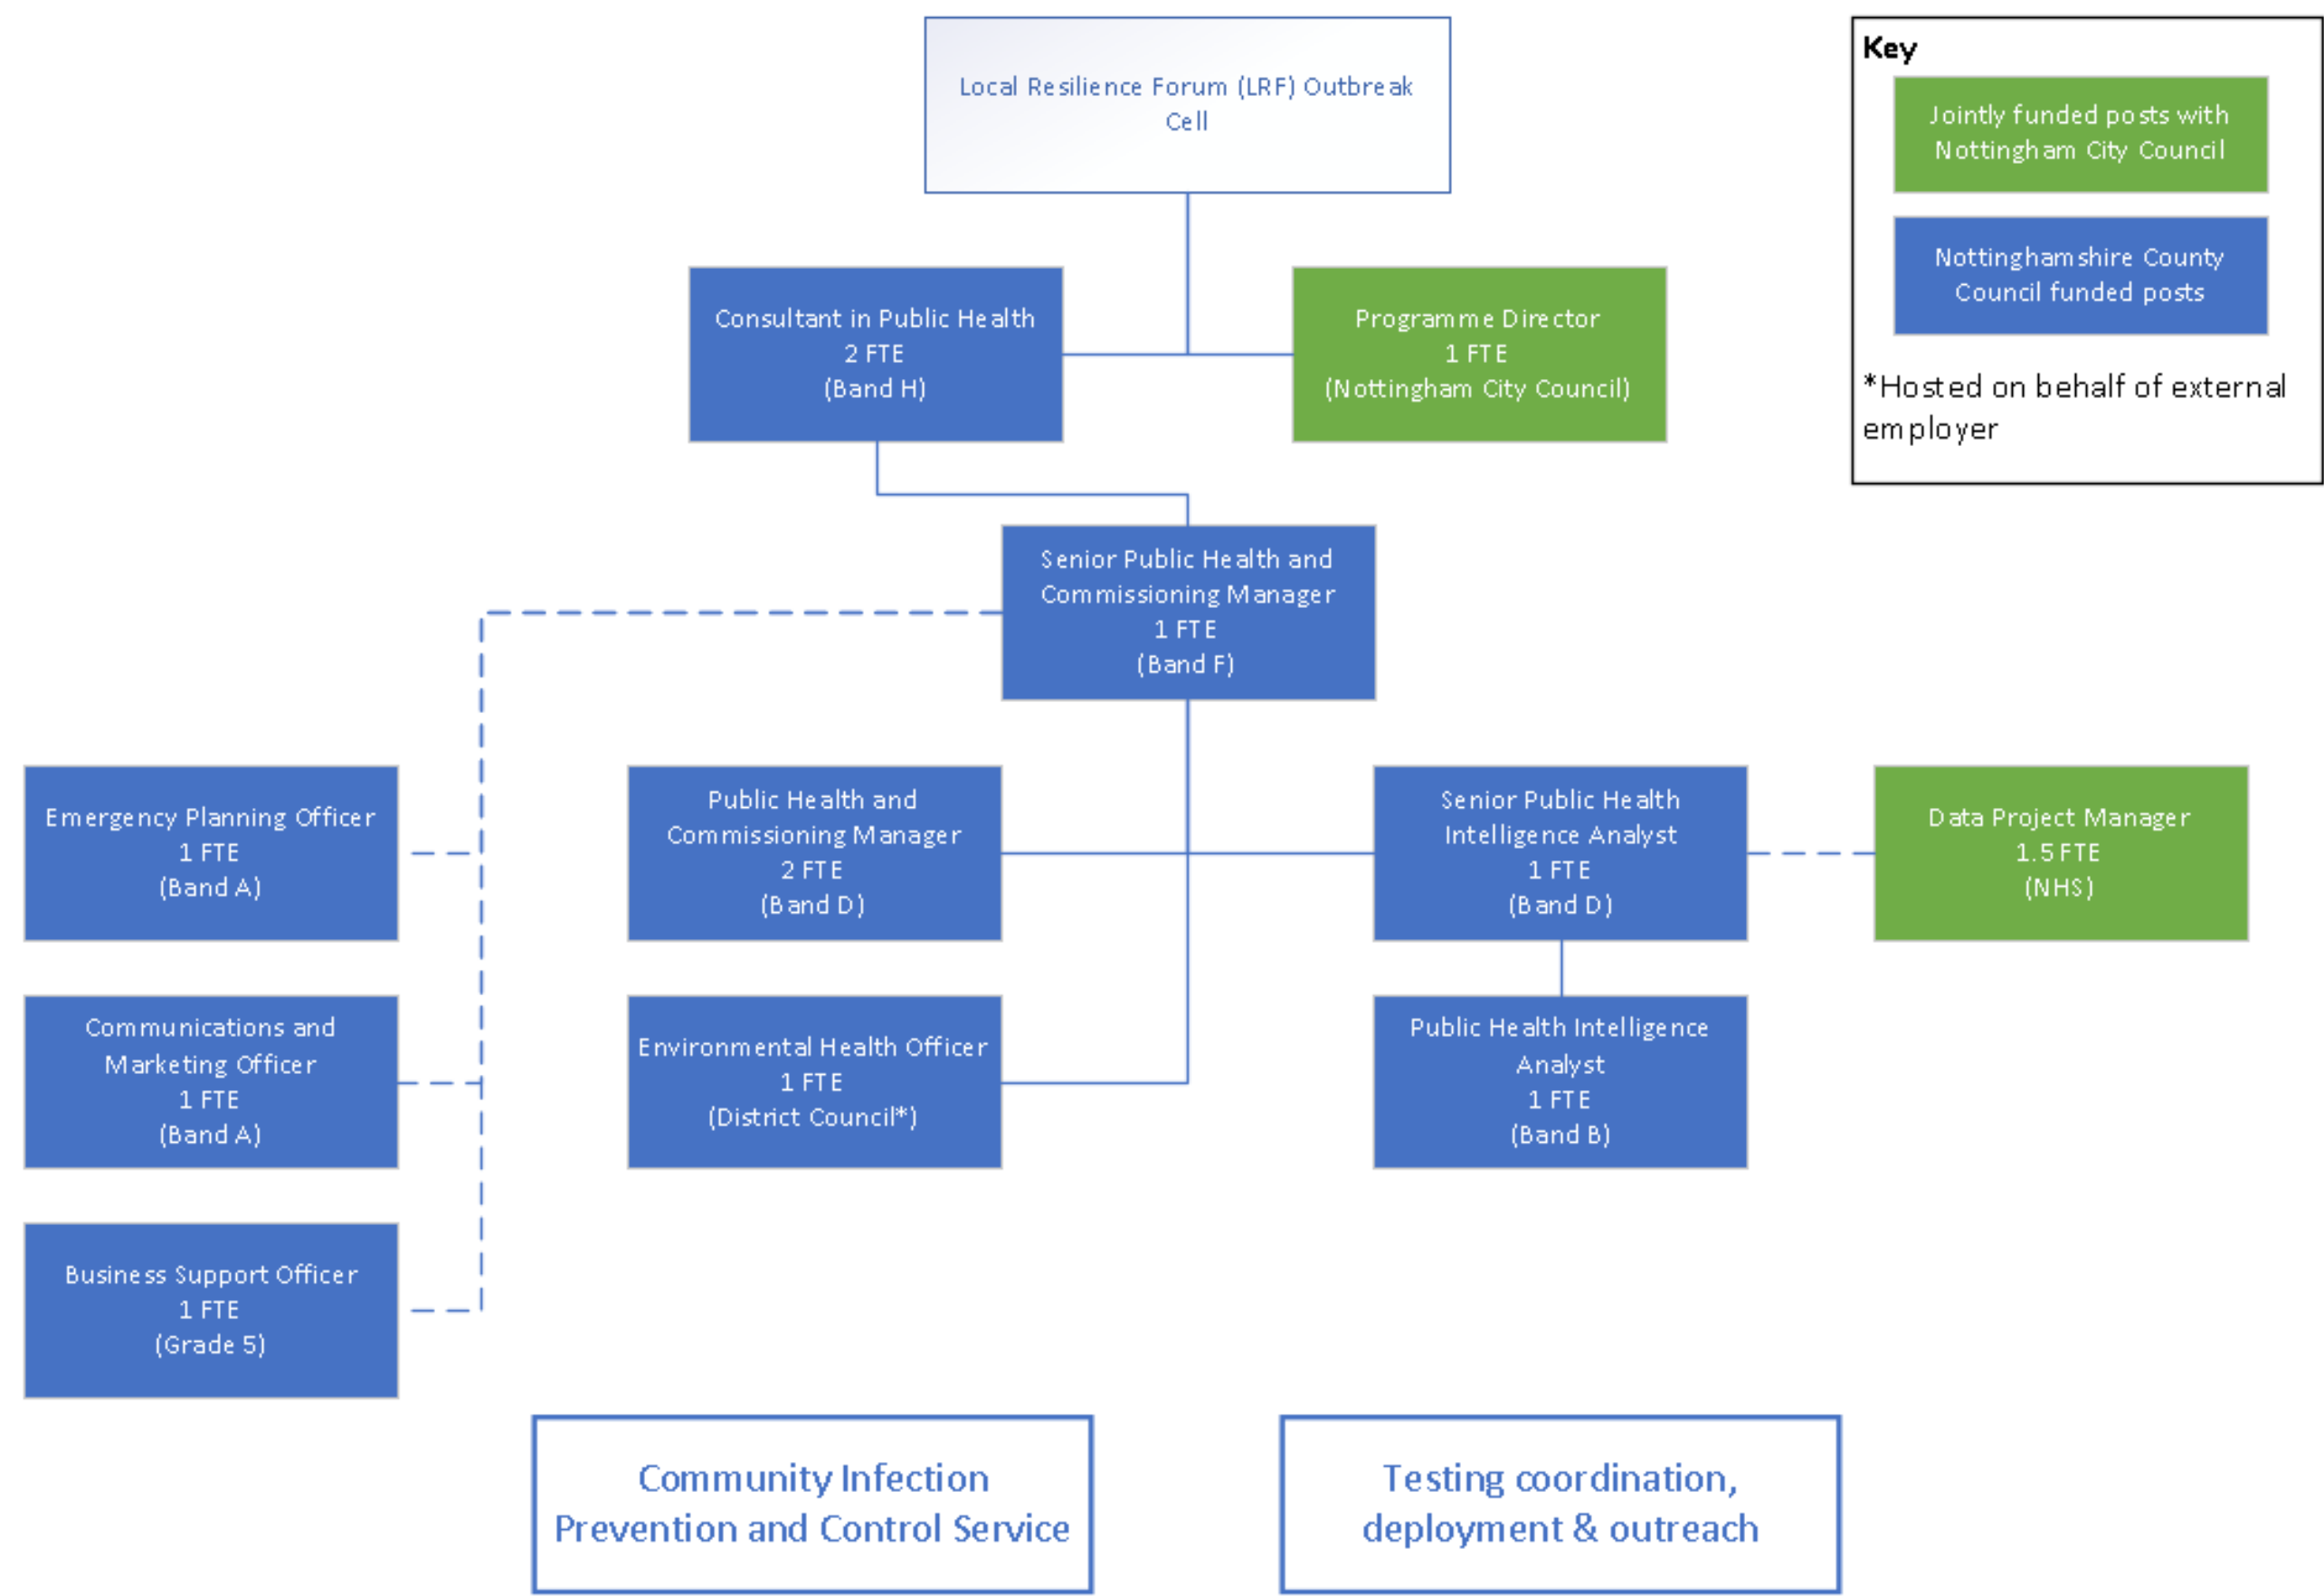 Local Resilience Forum (LRF) Outbreak
Cell
Key
Jointly funded posts with
Nottingham City Council
Nottinghamshire County
Council funded posts
*Hosted on behalf of external
employer
Consultant in Public Health
2 FTE
(Band H)
Programme Director
1 FTE
(Nottingham City Council)
Senior Public Health and
Commissioning Manager
1 FTE
(Band F)
Emergency Planning Officer
1 FTE
(Band A)
Public Health and
Commissioning Manager
2 FTE
(Band D)
Senior Public Health
Intelligence Analyst
1 FTE
(Band D)
Data Project Manager
1.5 FTE
(NHS)
Communications and
Marketing Officer
1 FTE
(Band A)
Environmental Health Officer
1 FTE
(District Council*)
Public Health Intelligence
Analyst
1 FTE
(Band B)
Business Support Officer
1 FTE
(Grade 5)
Community Infection
Prevention and Control Service
Testing coordination,
deployment & outreach